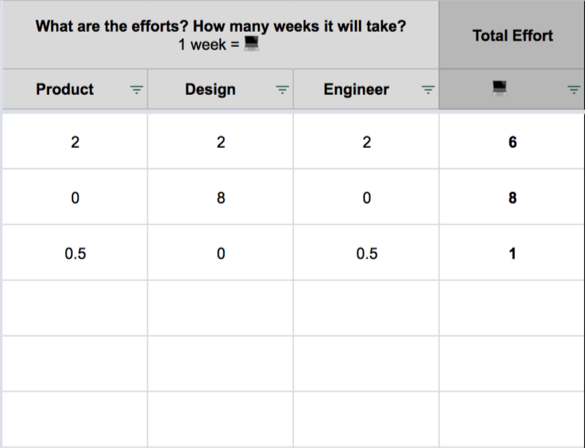 What are the efforts? How many weeks it will take?
1 week = 💻
Total Effort
Product Design Engineer 💻
2 2 2 6
0 8 0 8
0.5 0 0.5 1